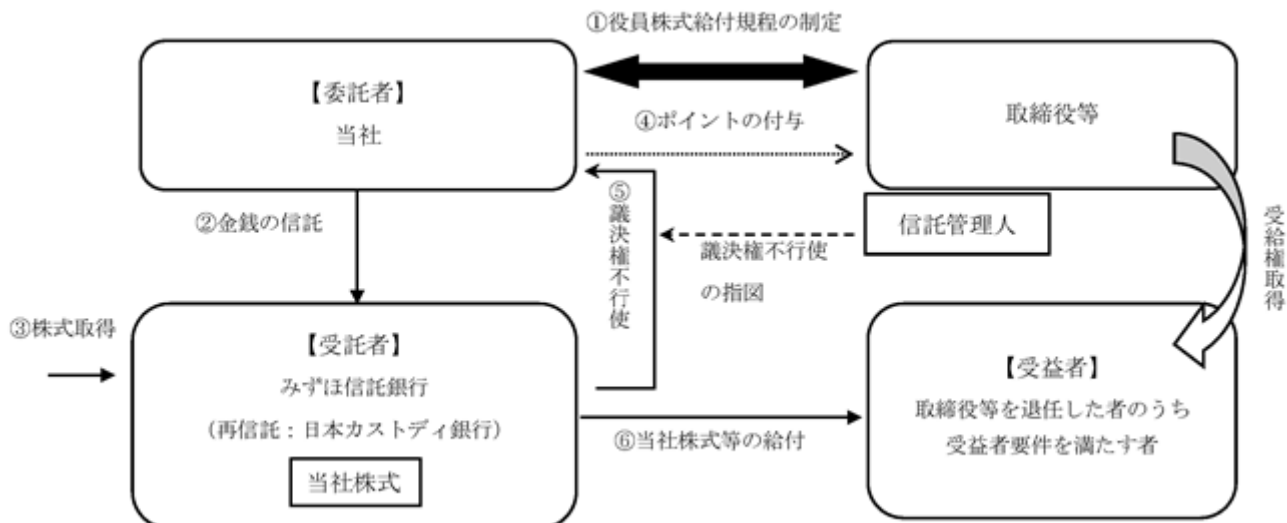 ①役員株式給付規程の制定
【委託者】
当社
取締役等
④ポイントの付与
②金銭の信託
⑤議決権不行使
信託管理人
議決権不行使
の指図
受給権取得
③株式取得
【受託者】
みずほ信託銀行
（再信託：日本カストディ銀行）
当社株式
⑥当社株式等の給付
【受益者】
取締役等を退任した者のうち
受益者要件を満たす者